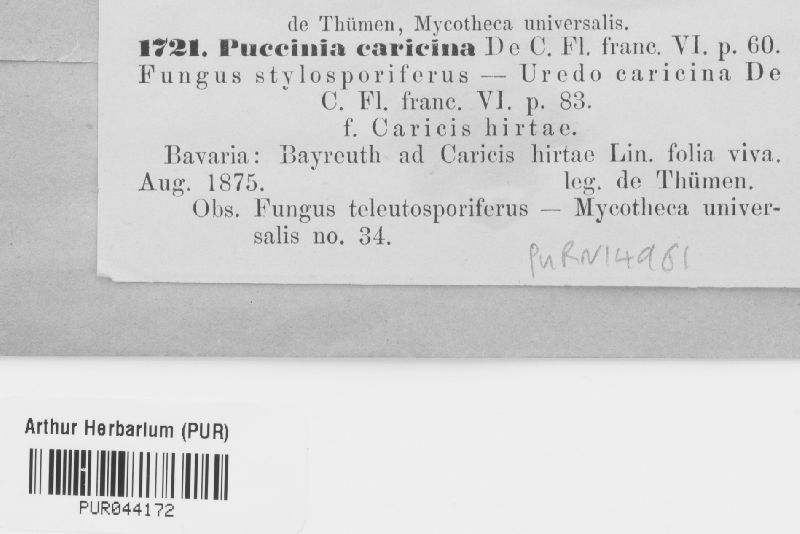 de Thümen, Mycotheca universalis.
1721. Puccinia caricina De C. Fl. franc. VI. p. 60.
Fungus stylosporiferus — Uredo caricina De
C. Fl. franc. VI. p. 83.
f. Caricis hirtae.
Bavaria: Bayreuth ad Caricis hirtae Lin. folia viva.
Aug. 1875. leg. de Thümen.
Obs. Fungus teleutosporiferus — Mycotheca univer-
salis no. 34.
PURN14961
Arthur Herbarium (PUR)
PUR044172